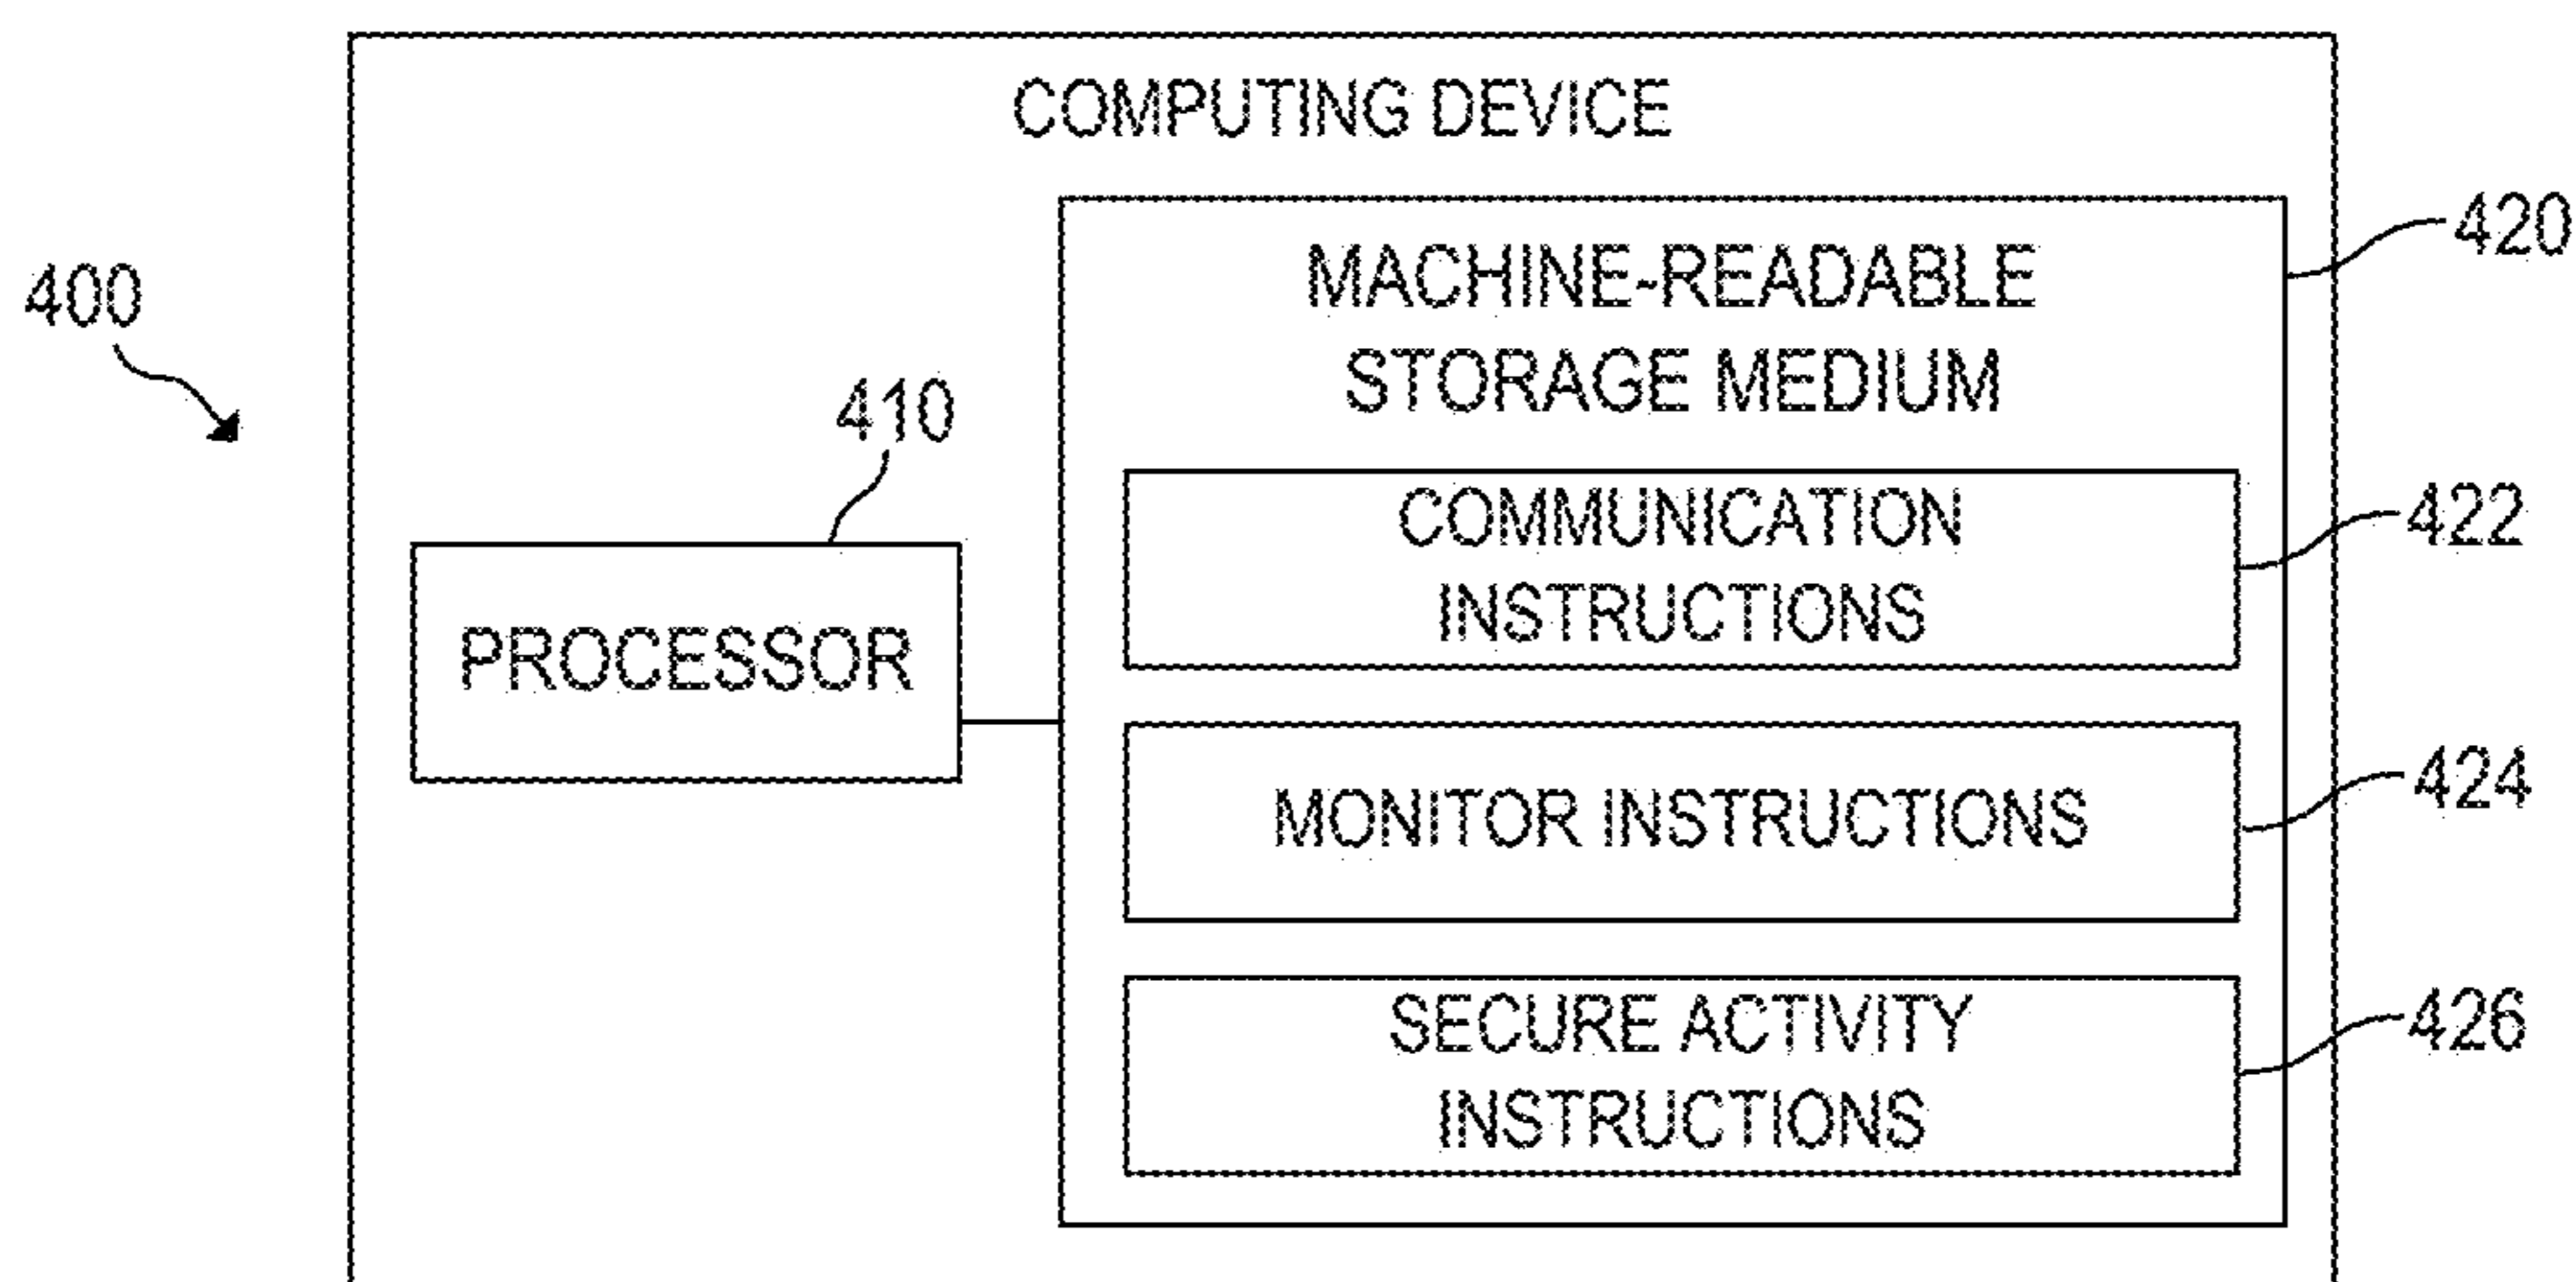 COMPUTING DEVICE
420
MACHINE-READABLE
STORAGE MEDIUM
400
410
COMMUNICATION
INSTRUCTIONS
422
PROCESSOR
MONITOR INSTRUCTIONS
424
SECURE ACTIVITY
INSTRUCTIONS
426